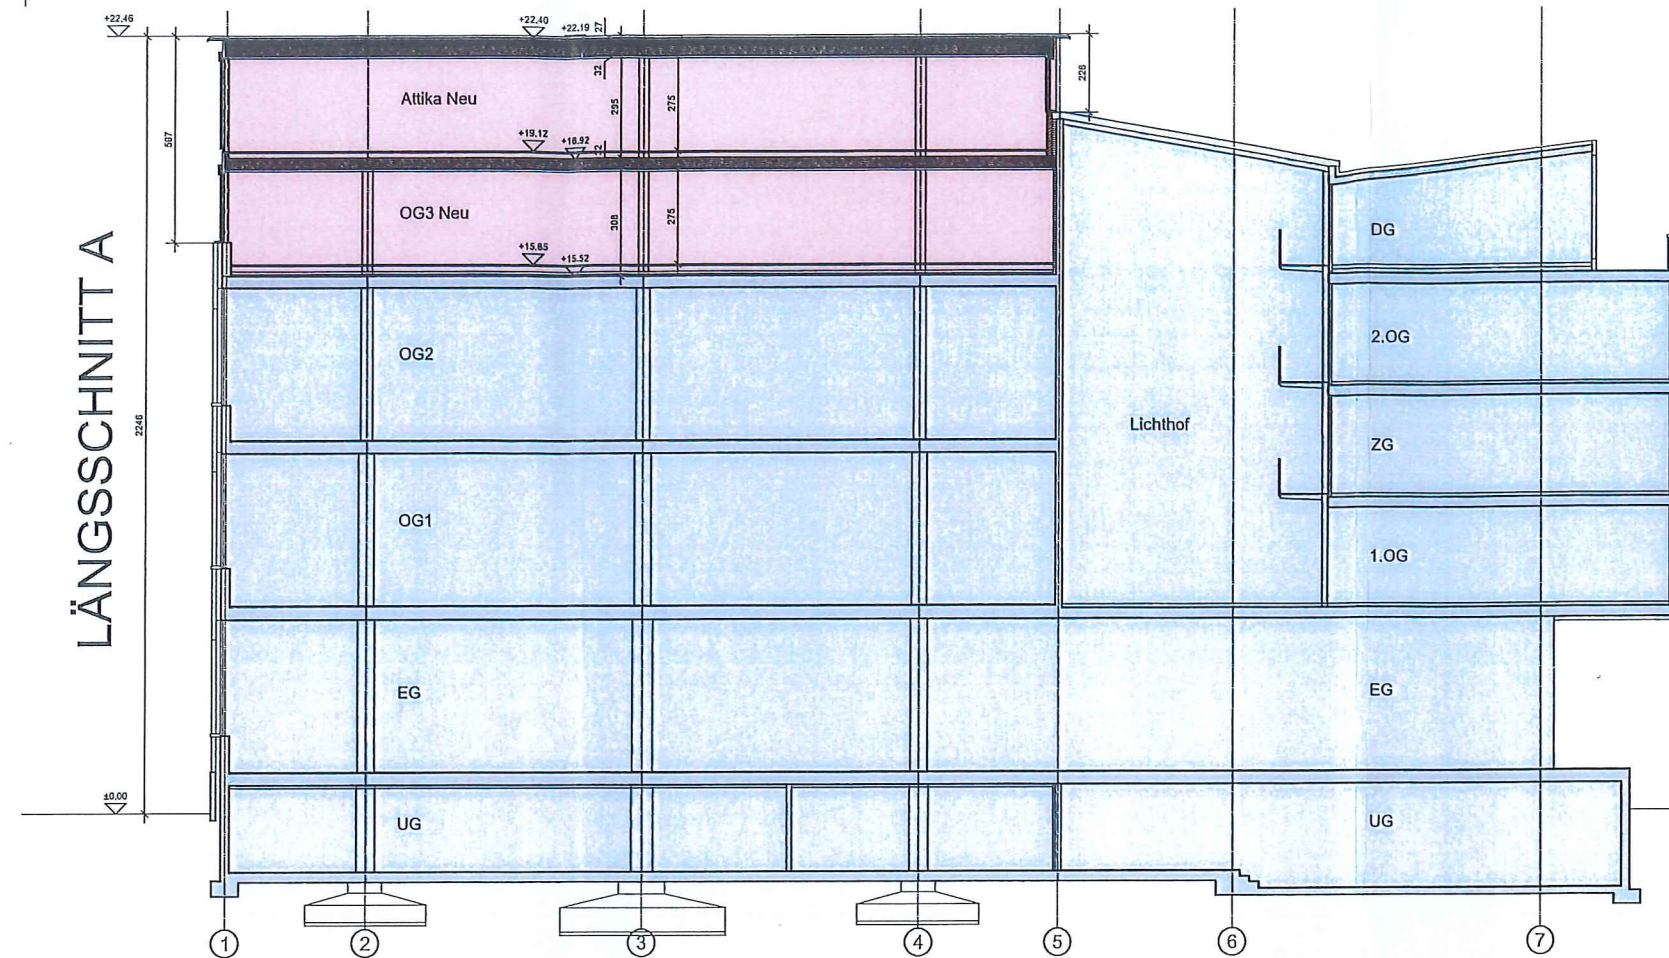 LÄNGSSCHNITT A
+22,46
+22,40
+22.19
27
32
226
Attika Neu
295
275
597
+19,12
+18.92
32
OG3 Neu
308
275
+15,85
+15.52
DG
OG2
2.OG
2246
Lichthof
ZG
OG1
1.OG
EG
EG
±0,00
UG
UG
1
2
3
4
5
6
7